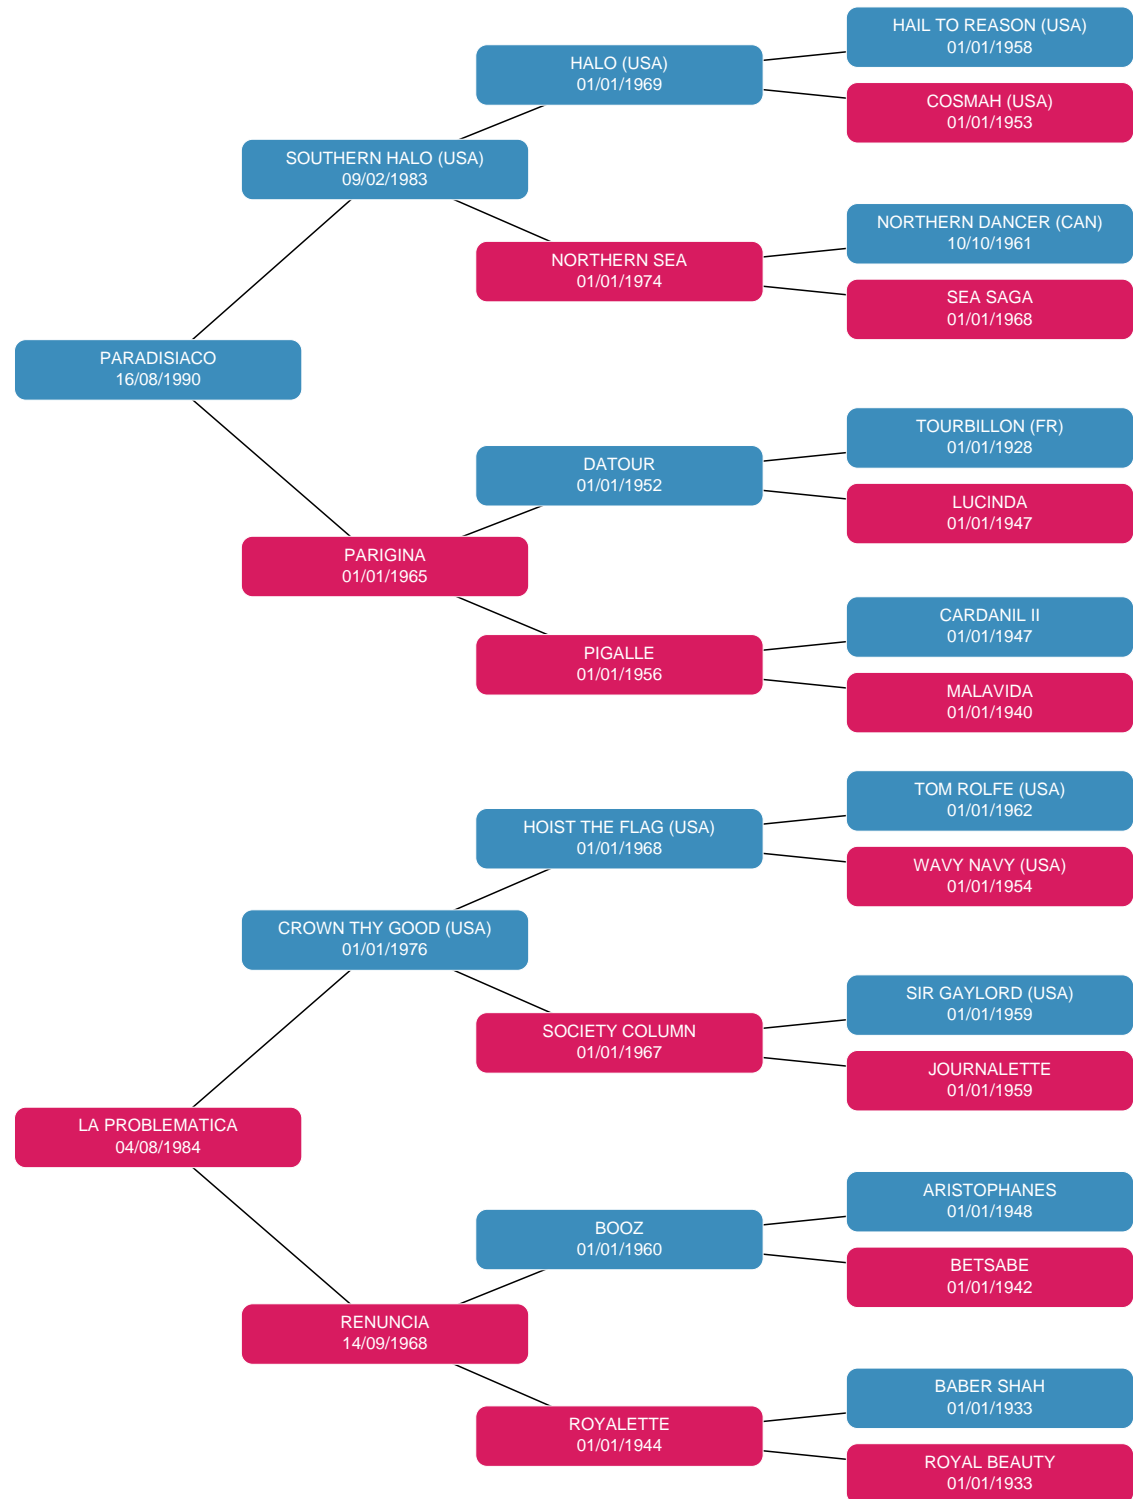 HAIL TO REASON (USA)
01/01/1958
HALO (USA)
01/01/1969
COSMAH (USA)
01/01/1953
SOUTHERN HALO (USA)
09/02/1983
NORTHERN DANCER (CAN)
10/10/1961
NORTHERN SEA
01/01/1974
SEA SAGA
01/01/1968
PARADISIACO
16/08/1990
TOURBILLON (FR)
01/01/1928
DATOUR
01/01/1952
LUCINDA
01/01/1947
PARIGINA
01/01/1965
CARDANIL II
01/01/1947
PIGALLE
01/01/1956
MALAVIDA
01/01/1940
TOM ROLFE (USA)
01/01/1962
HOIST THE FLAG (USA)
01/01/1968
WAVY NAVY (USA)
01/01/1954
CROWN THY GOOD (USA)
01/01/1976
SIR GAYLORD (USA)
01/01/1959
SOCIETY COLUMN
01/01/1967
JOURNALETTE
01/01/1959
LA PROBLEMATICA
04/08/1984
ARISTOPHANES
01/01/1948
BOOZ
01/01/1960
BETSABE
01/01/1942
RENUNCIA
14/09/1968
BABER SHAH
01/01/1933
ROYALETTE
01/01/1944
ROYAL BEAUTY
01/01/1933